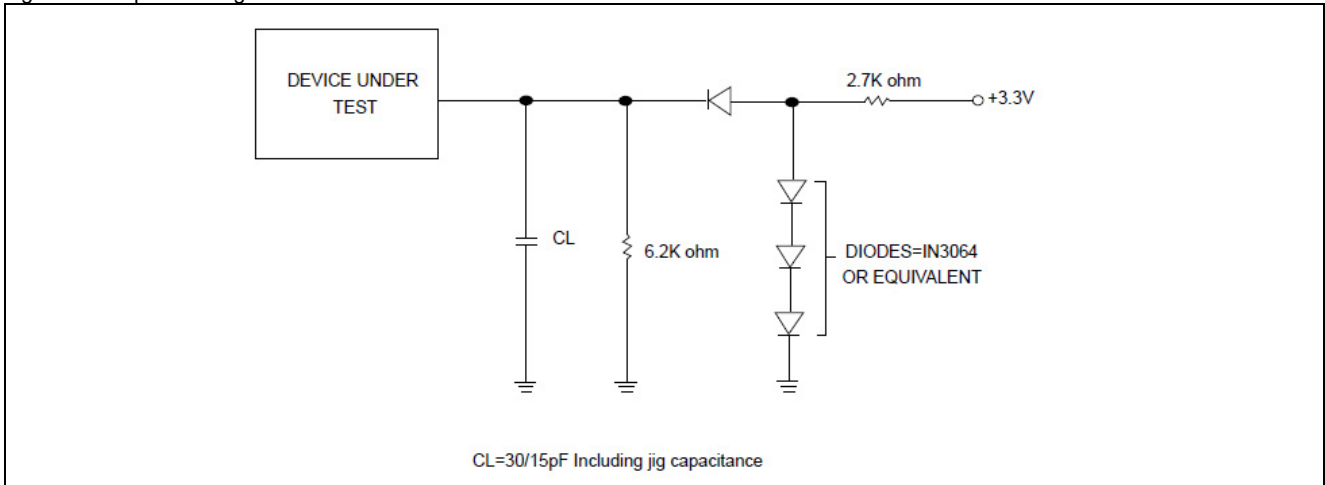 DEVICE UNDER
TEST
2.7K ohm
+3.3V
CL
6.2K ohm
DIODES=IN3064
OR EQUIVALENT
CL=30/15pF Including jig capacitance